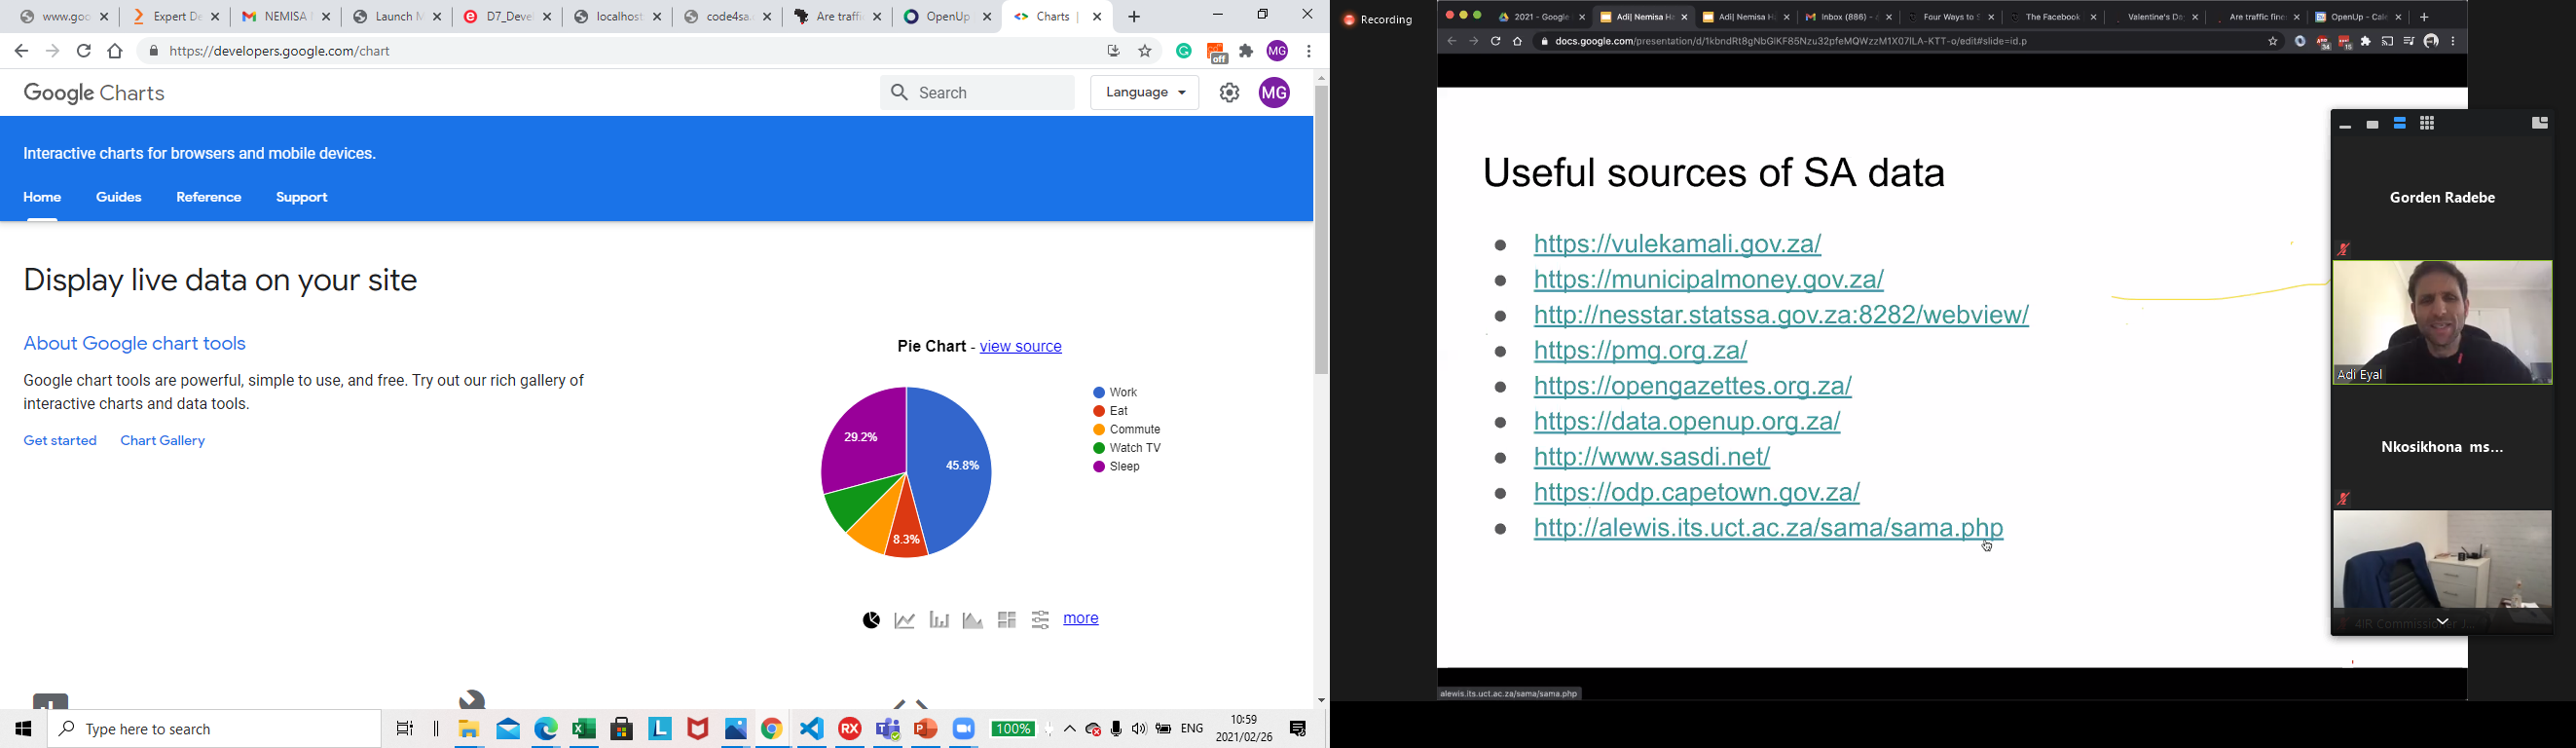 www.goo
Expert De
NEMISA
Launch M
D7_Devel
localhost
code4sa.
Are traffi
OpenUp
Charts |
https://developers.google.com/chart
off
MG
Google Charts
Search
Language
MG
Interactive charts for browsers and mobile devices.
Home Guides Reference Support
Display live data on your site
About Google chart tools
Google chart tools are powerful, simple to use, and free. Try out our rich gallery of
interactive charts and data tools.
Get started Chart Gallery
Pie Chart - view source
29.2%
45.8%
8.3%
Work
Eat
Commute
Watch TV
Sleep
more
Type here to search
100%
ENG
10:59
2021/02/26
Recording
2021 - Google
Adi| Nemisa Ha
Adi| Nemisa H
Inbox (886) -
Four Ways to S
The Facebook
Valentine's Da
Are traffic fine
OpenUp - Cal
docs.google.com/presentation/d/1kbndRt8gNbGlKF85Nzu32pfeMQWzzM1X07lLA-KTT-o/edit#slide=id.p
Useful sources of SA data
https://vulekamali.gov.za/
https://municipalmoney.gov.za/
http://nesstar.statssa.gov.za:8282/webview/
https://pmg.org.za/
https://opengazettes.org.za/
https://data.openup.org.za/
http://www.sasdi.net/
https://odp.capetown.gov.za/
http://alewis.its.uct.ac.za/sama/sama.php
alewis.its.uct.ac.za/sama/sama.php
Gorden Radebe
Adi Eyal
Nkosikhona ms...
4IR Commissioner J...